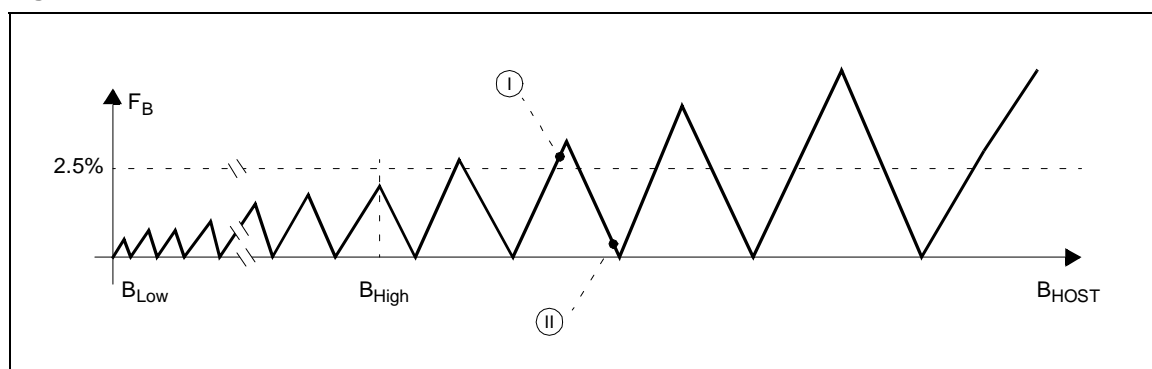 I
F_B
2.5%
B_Low
B_High
B_HOST
II